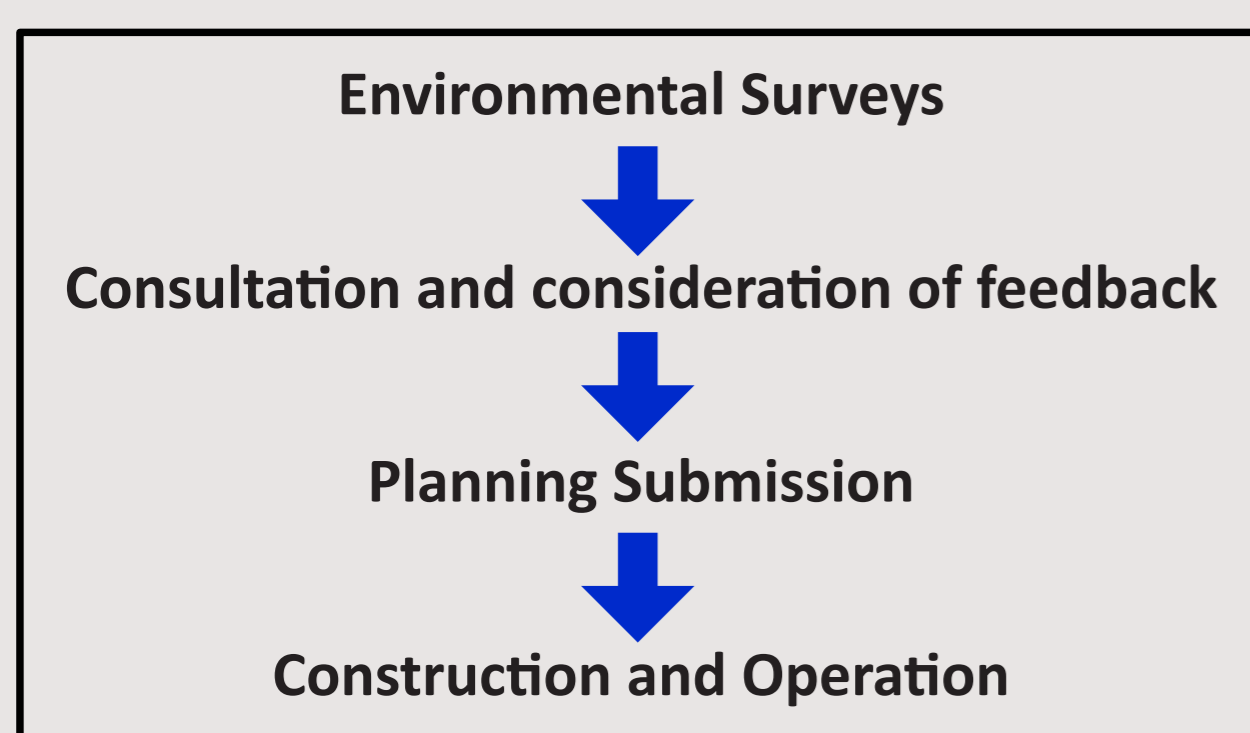 Environmental Surveys
Consultation and consideration of feedback
Planning Submission
Construction and Operation